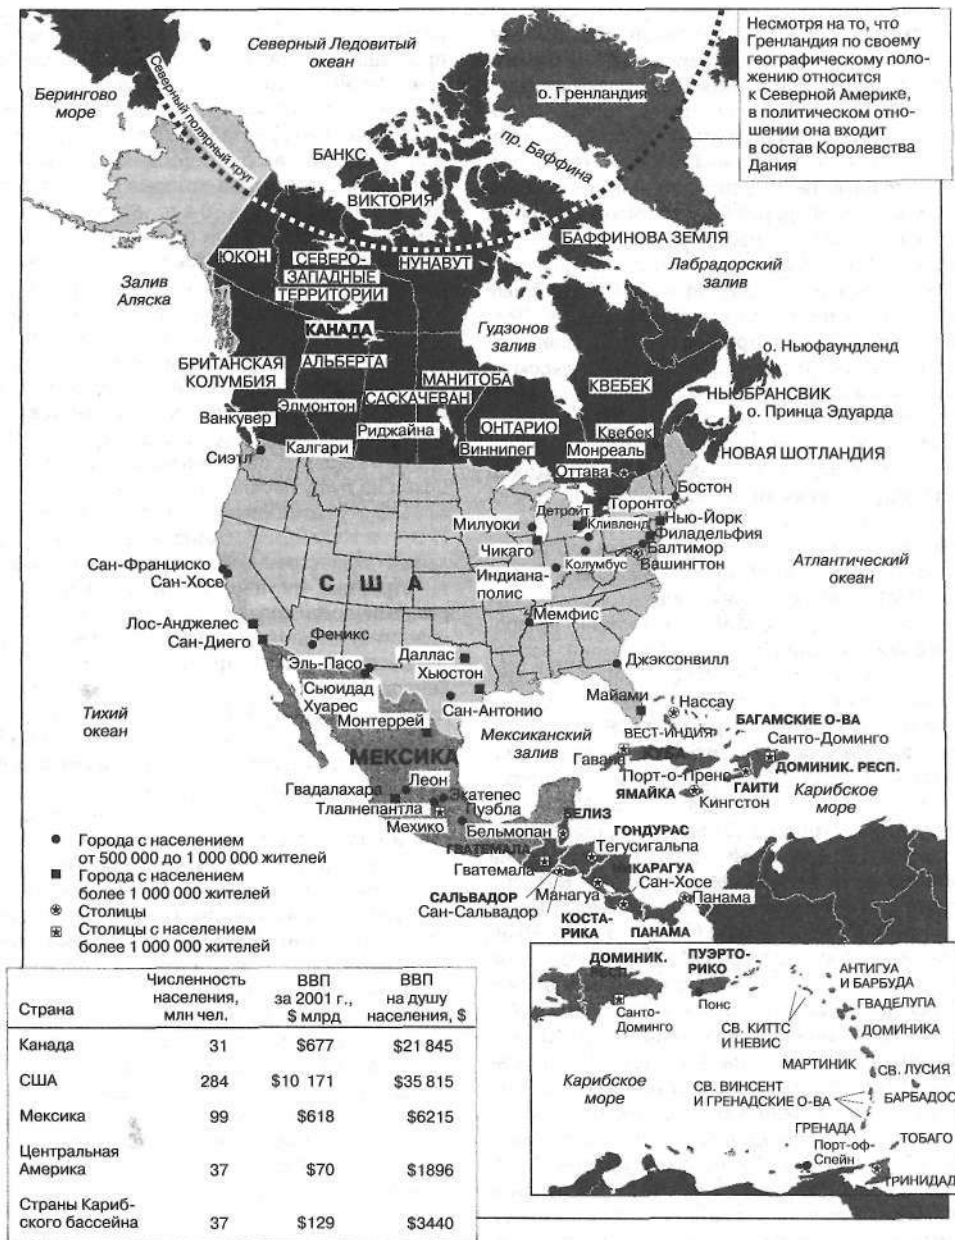 Несмотря на то, что
Гренландия по своему
географическому поло-
жению относится
к Северной Америке,
в политическом отно-
шении она входит
в состав Королевства
Дания
Северный Ледовитый
океан
Берингово
море
Северный полярный круг
о. Гренландия
пр. Баффина
БАНКС
ВИКТОРИЯ
БАФФИНОВА ЗЕМЛЯ
ЮКОН
СЕВЕРО-
ЗАПАДНЫЕ
ТЕРРИТОРИИ
НУНАВУТ
Лабрадорский
залив
Залив
Аляска
КАНАДА
Гудзонов
залив
о. Ньюфаундленд
БРИТАНСКАЯ
КОЛУМБИЯ
АЛЬБЕРТА
МАНИТОБА
САСКАЧЕВАН
КВЕБЕК
НЬЮБРАНСВИК
о. Принца Эдуарда
Ванкувер
Эдмонтон
Риджайна
ОНТАРИО
Квебек
Сиэтл
Калгари
Виннипег
Монреаль
НОВАЯ ШОТЛАНДИЯ
Оттава
Бостон
Торонто
Детройт
Нью-Йорк
Милуоки
Кливленд
Филадельфия
Чикаго
Балтимор
Колумбус
Вашингтон
Атлантический
океан
Сан-Франциско
Сан-Хосе
США
Индиана-
полис
Мемфис
Лос-Анджелес
Сан-Диего
Феникс
Даллас
Эль-Пасо
Хьюстон
Джэксонвилл
Сьюидад
Хуарес
Сан-Антонио
Майами
Нассау
Тихий
океан
Монтеррей
Мексиканский
залив
БАГАМСКИЕ О-ВА
ВЕСТ-ИНДИЯ
Санто-Доминго
МЕКСИКА
Гавана
КУБА
Порт-о-Пренс
ДОМИНИК. РЕСП.
Леон
ГАИТИ
Гвадалахара
Экатепес
ЯМАЙКА
Кингстон
Карибское
море
Тлалнепантла
Пуэбла
Мехико
БЕЛИЗ
Бельмопан
ГОНДУРАС
Тегусигальпа
ГВАТЕМАЛА
Гватемала
НИКАРАГУА
Сан-Хосе
Панама
САЛЬВАДОР
Манагуа
Сан-Сальвадор
КОСТА-
РИКА
ПАНАМА
Города с населением
от 500 000 до 1 000 000 жителей
Города с населением
более 1 000 000 жителей
Столицы
Столицы с населением
более 1 000 000 жителей
Страна Численность населения, млн чел. ВВП за 2001 г., $ млрд ВВП на душу населения, $
Канада 31 $677 $21 845
США 284 $10 171 $35 815
Мексика 99 $618 $6215
Центральная
Америка 37 $70 $1896
Страны Кариб-
ского бассейна 37 $129 $3440
ДОМИНИК.
РЕСП.
ПУЭРТО-
РИКО
АНТИГУА
И БАРБУДА
Санто-
Доминго
Понс
ГВАДЕЛУПА
СВ. КИТТС
И НЕВИС
ДОМИНИКА
МАРТИНИК
СВ. ЛУСИЯ
Карибское
море
СВ. ВИНСЕНТ
И ГРЕНАДСКИЕ О-ВА
БАРБАДОС
ГРЕНАДА
Порт-оф-
Спейн
ТОБАГО
ТРИНИДАД